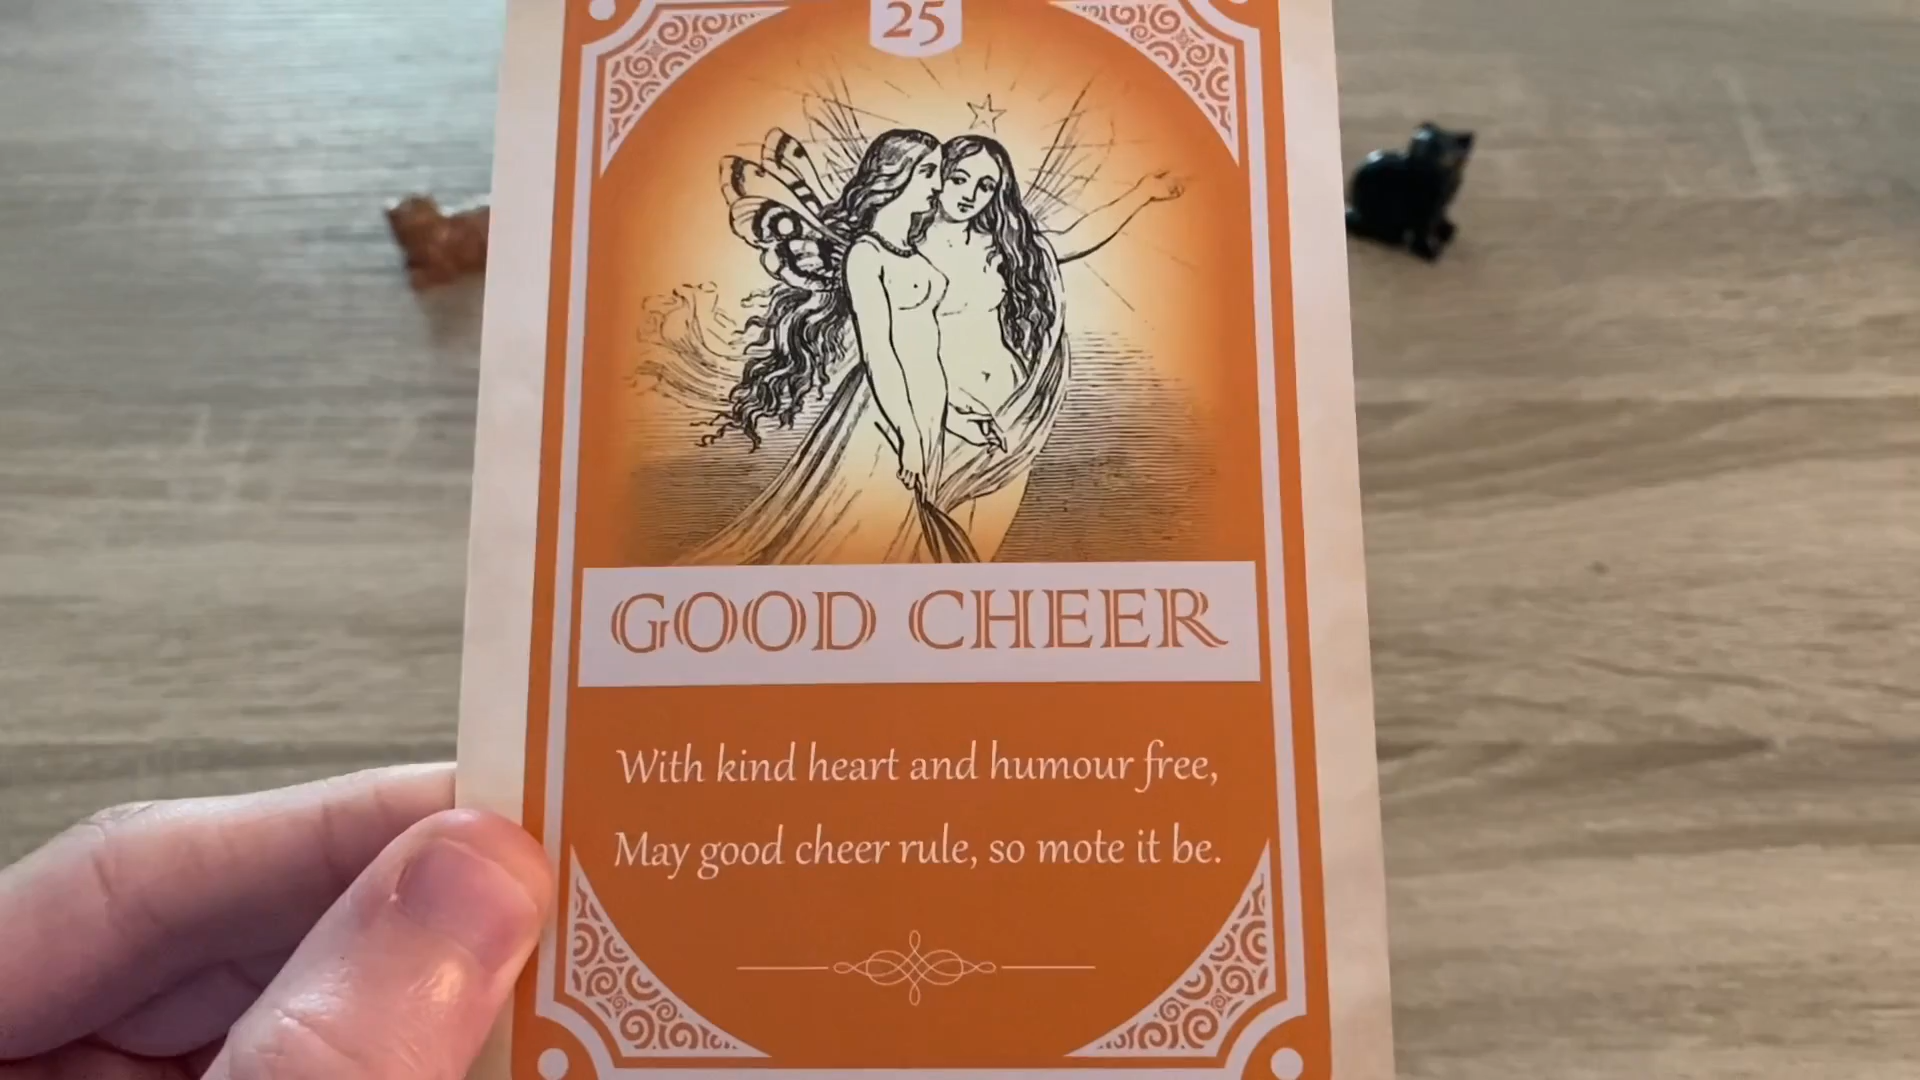 25
GOOD CHEER
With kind heart and humour free,
May good cheer rule, so mote it be.